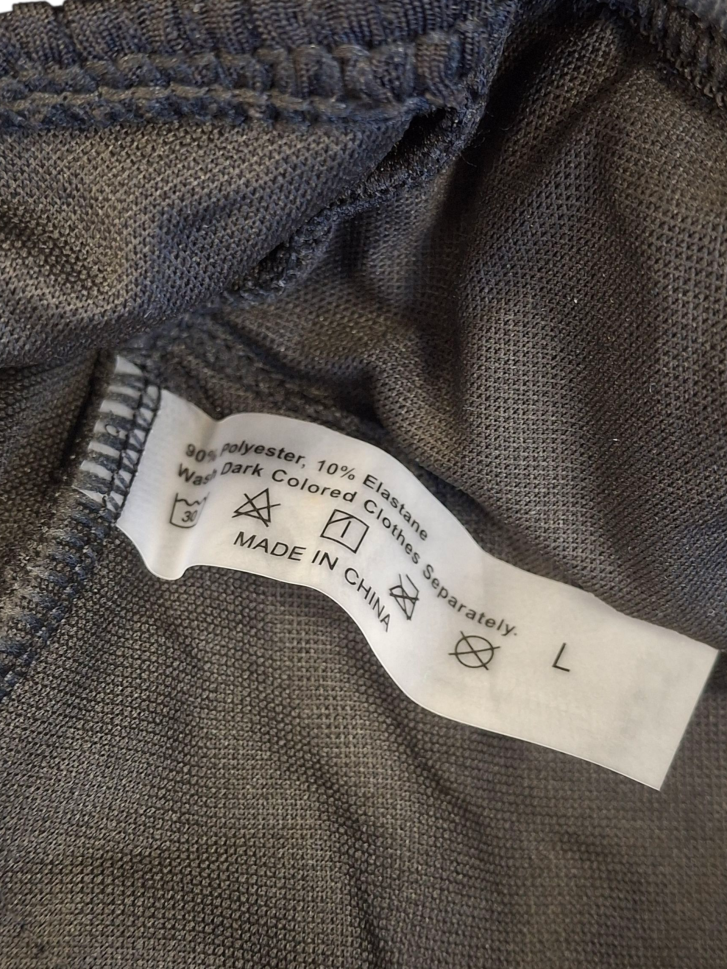 90% Polyester, 10% Elastane
Wash Dark Colored Clothes Separately.
30
MADE IN CHINA
L